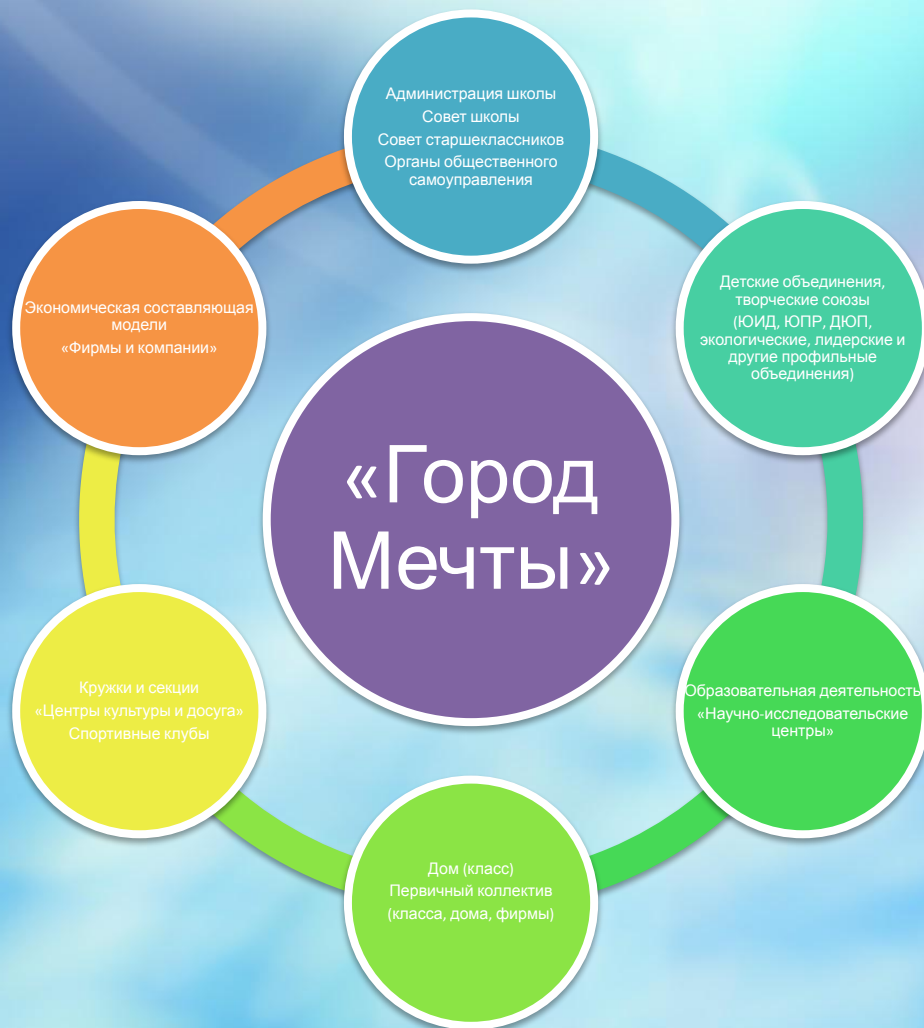 Администрация школы
Совет школы
Совет старшеклассников
Органы общественного
самоуправления
Детские объединения,
творческие союзы
(ЮИД, ЮПР, ДЮП,
экологические, лидерские и
другие профильные
объединения)
Экономическая составляющая
модели
«Фирмы и компании»
«Город
Мечты»
Образовательная деятельность
«Научно-исследовательские
центры»
Кружки и секции
«Центры культуры и досуга»
Спортивные клубы
Дом (класс)
Первичный коллектив
(класса, дома, фирмы)